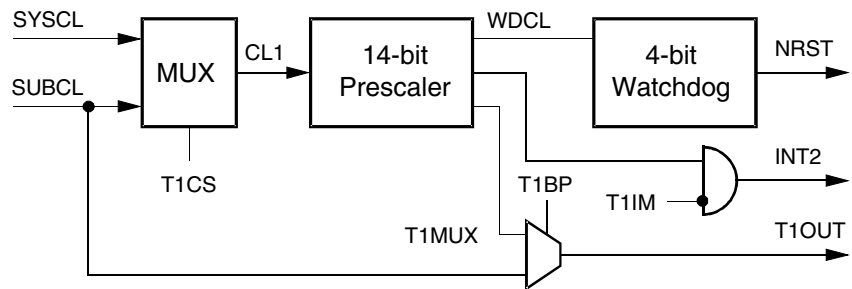 SYSCL
SUBCL
MUX
CL1
T1CS
14-bit
Prescaler
WDCL
4-bit
Watchdog
NRST
INT2
T1BP
T1IM
T1MUX
T1OUT